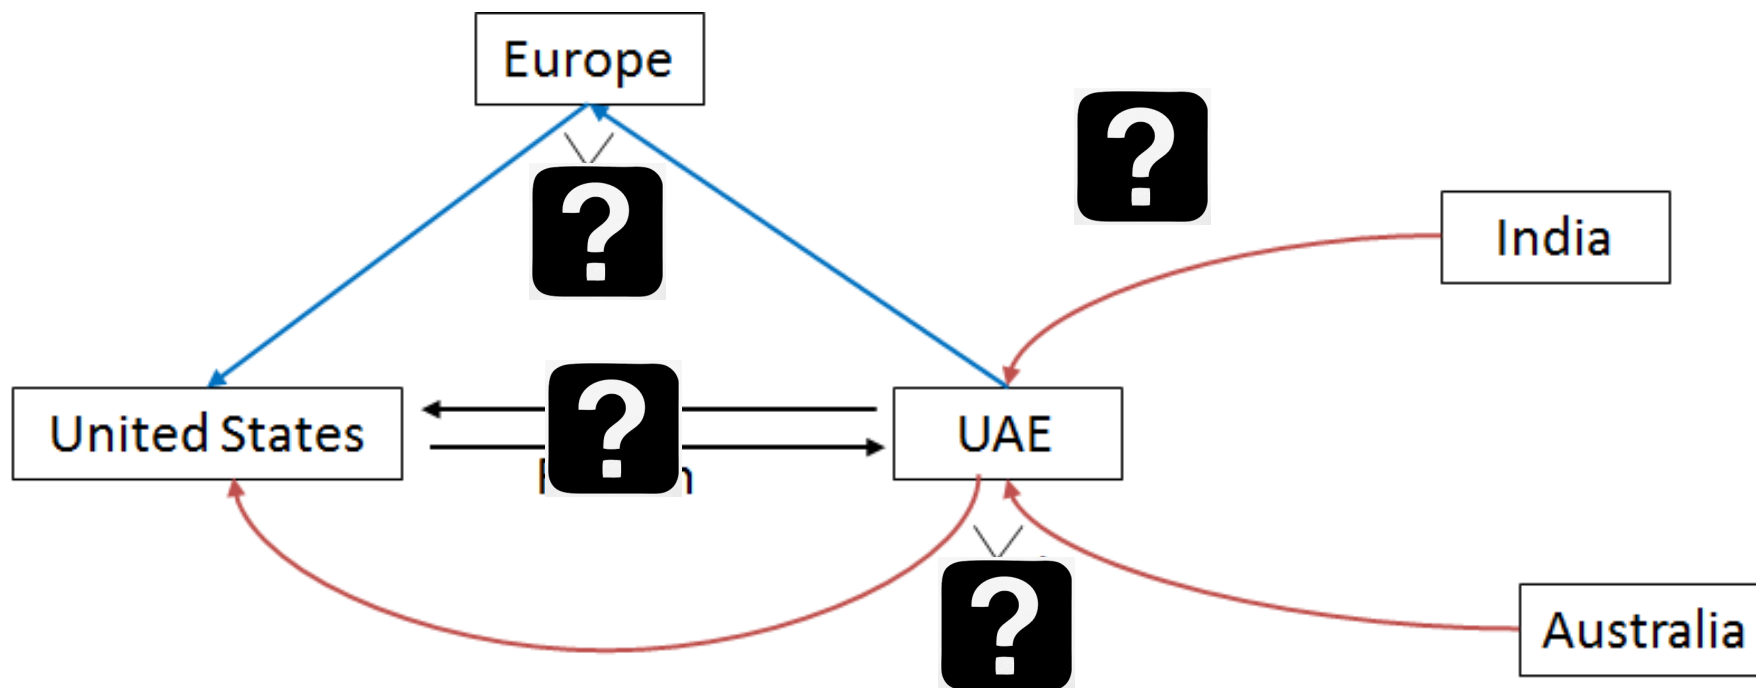 Europe
?
?
India
United States
?
UAE
?
Australia